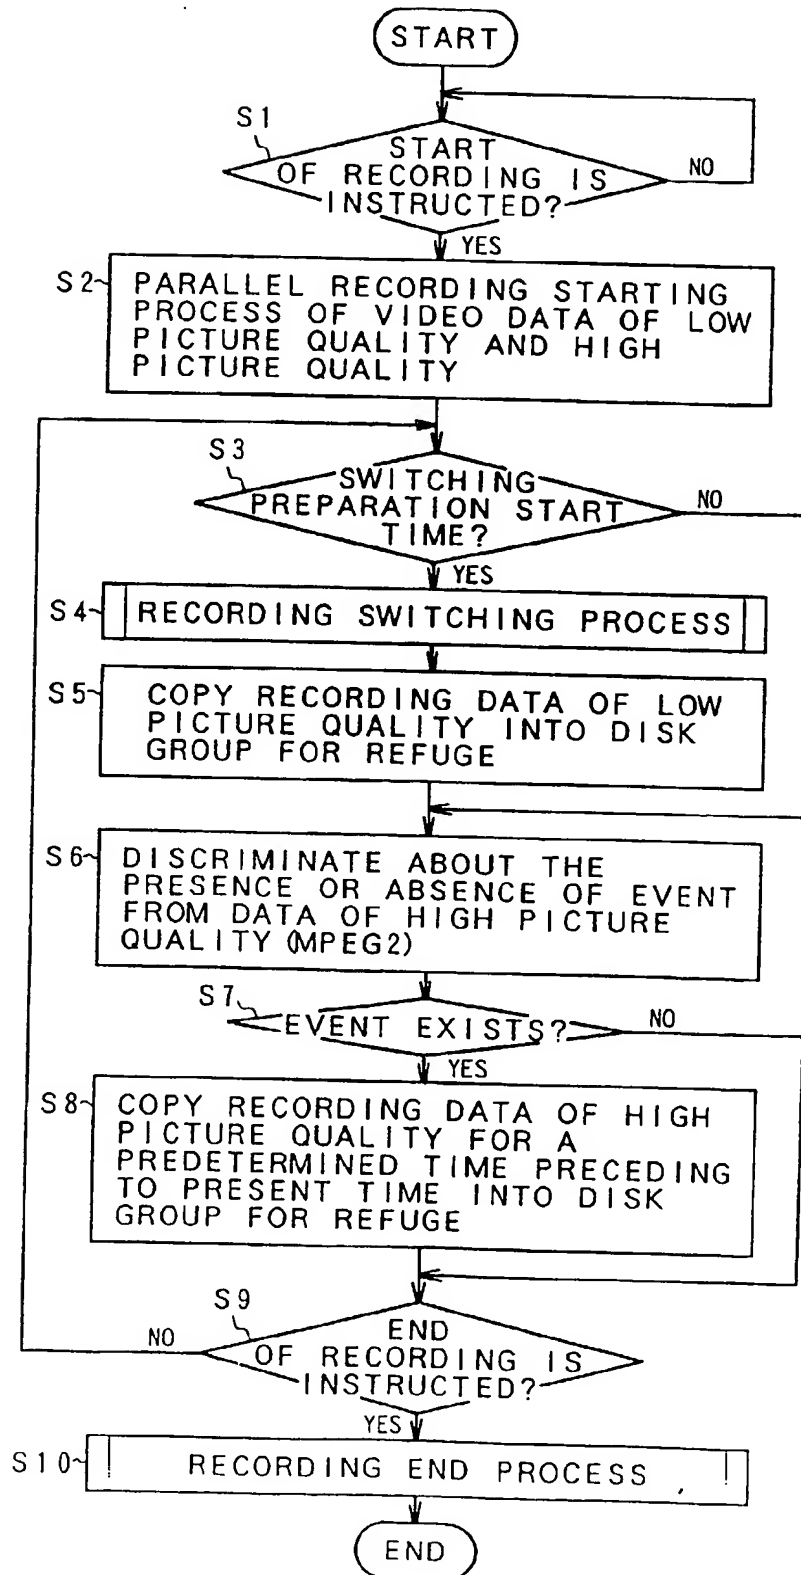 START
S1
START
OF RECORDING IS
INSTRUCTED?
NO
YES
S2
PARALLEL RECORDING STARTING
PROCESS OF VIDEO DATA OF LOW
PICTURE QUALITY AND HIGH
PICTURE QUALITY
S3
SWITCHING
PREPARATION START
TIME?
NO
YES
S4
RECORDING SWITCHING PROCESS
S5
COPY RECORDING DATA OF LOW
PICTURE QUALITY INTO DISK
GROUP FOR REFUGE
S6
DISCRIMINATE ABOUT THE
PRESENCE OR ABSENCE OF EVENT
FROM DATA OF HIGH PICTURE
QUALITY (MPEG2)
S7
EVENT EXISTS?
NO
YES
S8
COPY RECORDING DATA OF HIGH
PICTURE QUALITY FOR A
PREDETERMINED TIME PRECEDING
TO PRESENT TIME INTO DISK
GROUP FOR REFUGE
S9
END
OF RECORDING IS
INSTRUCTED?
NO
YES
S10
RECORDING END PROCESS
END